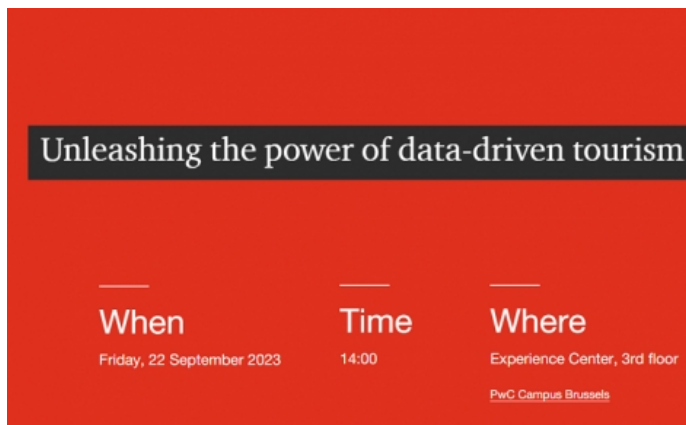 Unleashing the power of data-driven tourism
When
Time
Where
Friday, 22 September 2023
14:00
Experience Center, 3rd floor
PwC Campus Brussels